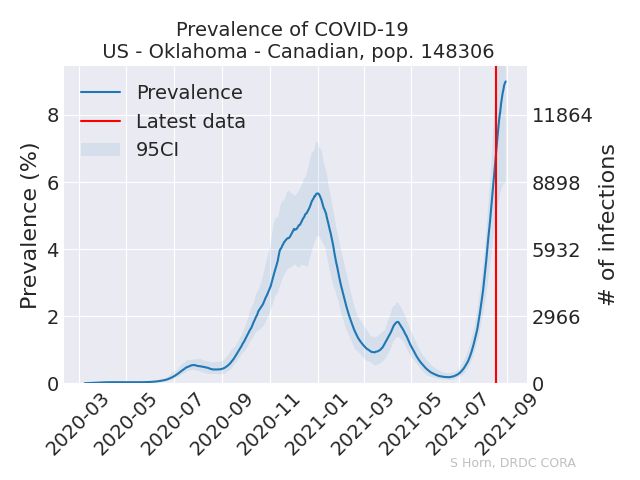 Prevalence of COVID-19
US - Oklahoma - Canadian, pop. 148306
Prevalence
Latest data
95CI
Prevalence (%)
8
6
4
2
0
11864
8898
5932
2966
0
# of infections
2020-03
2020-05
2020-07
2020-09
2020-11
2021-01
2021-03
2021-05
2021-07
2021-09
S Horn, DRDC CORA